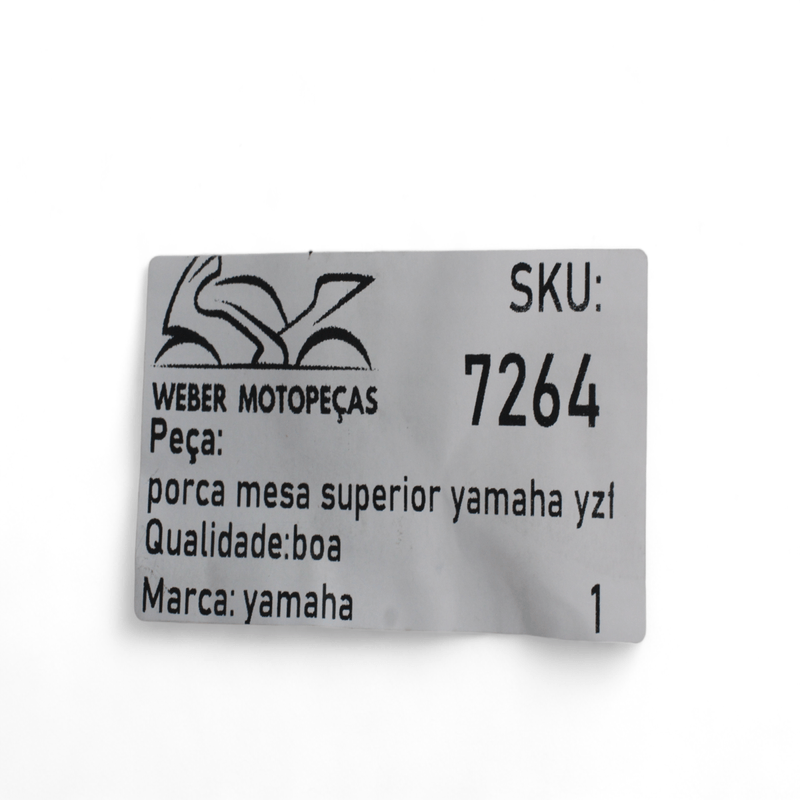 SKU:
7264
WEBER MOTOPEÇAS
Peça:
porca mesa superior yamaha yzf
Qualidade:boa
Marca: yamaha
1